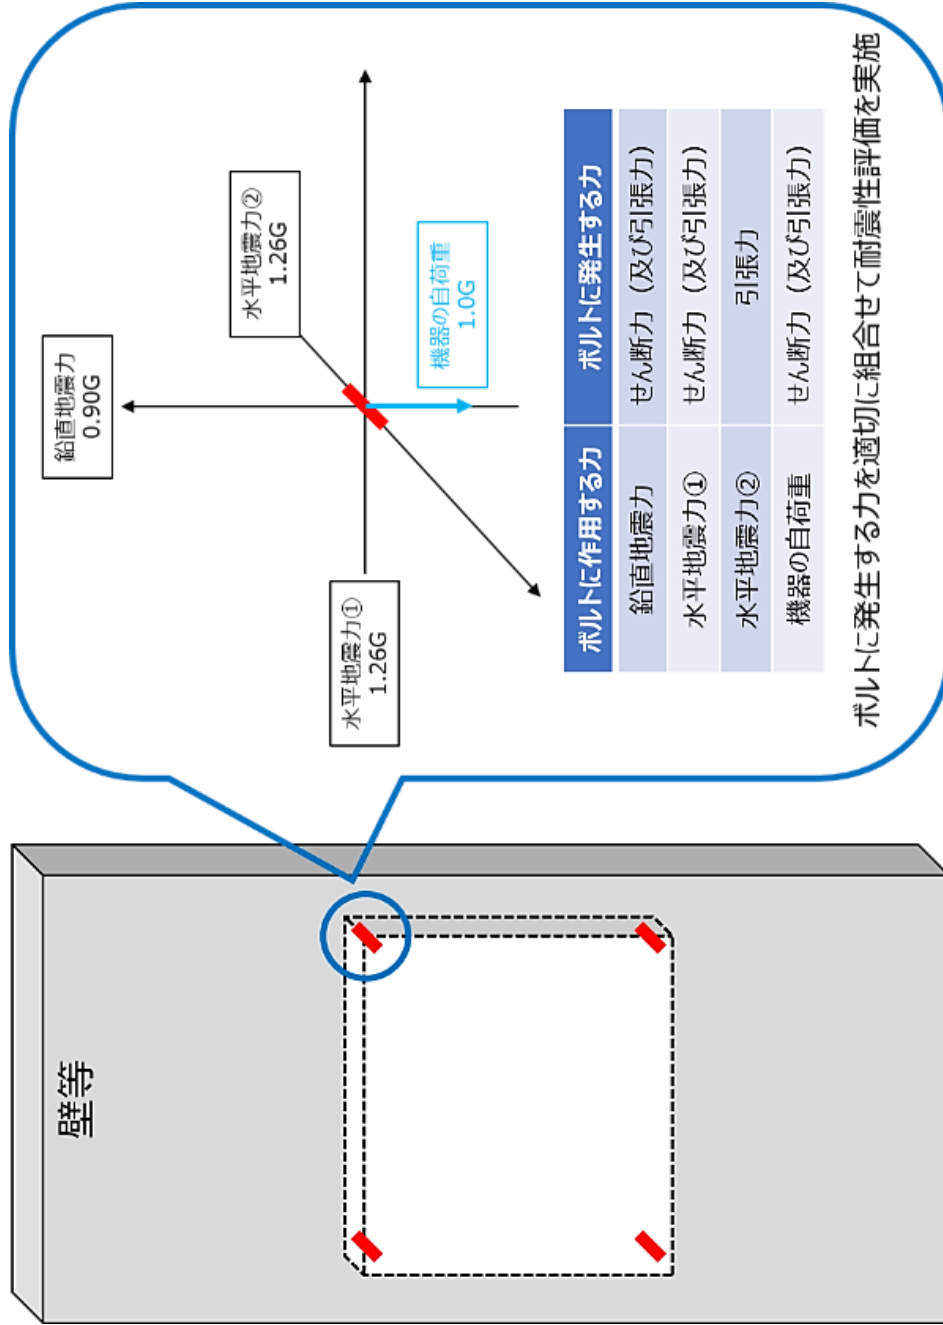 壁等
鉛直地震力
0.90G
水平地震力②
1.26G
水平地震力①
1.26G
機器の自荷重
1.0G
ボルトに作用する力 ボルトに発生する力
鉛直地震力 せん断力（及び引張力）
水平地震力① せん断力（及び引張力）
水平地震力② 引張力
機器の自荷重 せん断力（及び引張力）
ボルトに発生する力を適切に組合せて耐震性評価を実施